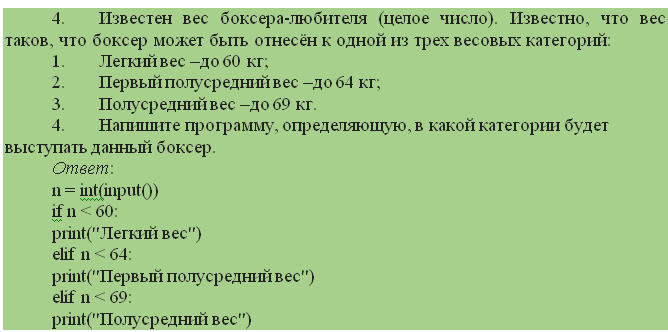 4. Известен вес боксера-любителя (целое число). Известно, что вес
таков, что боксер может быть отнесён к одной из трех весовых категорий:
1. Легкий вес –до 60 кг;
2. Первый полусредний вес –до 64 кг;
3. Полусредний вес –до 69 кг.
4. Напишите программу, определяющую, в какой категории будет
выступать данный боксер.
Ответ:
n = int(input())
if n < 60:
print("Легкий вес")
elif n < 64:
print("Первый полусредний вес")
elif n < 69:
print("Полусредний вес")